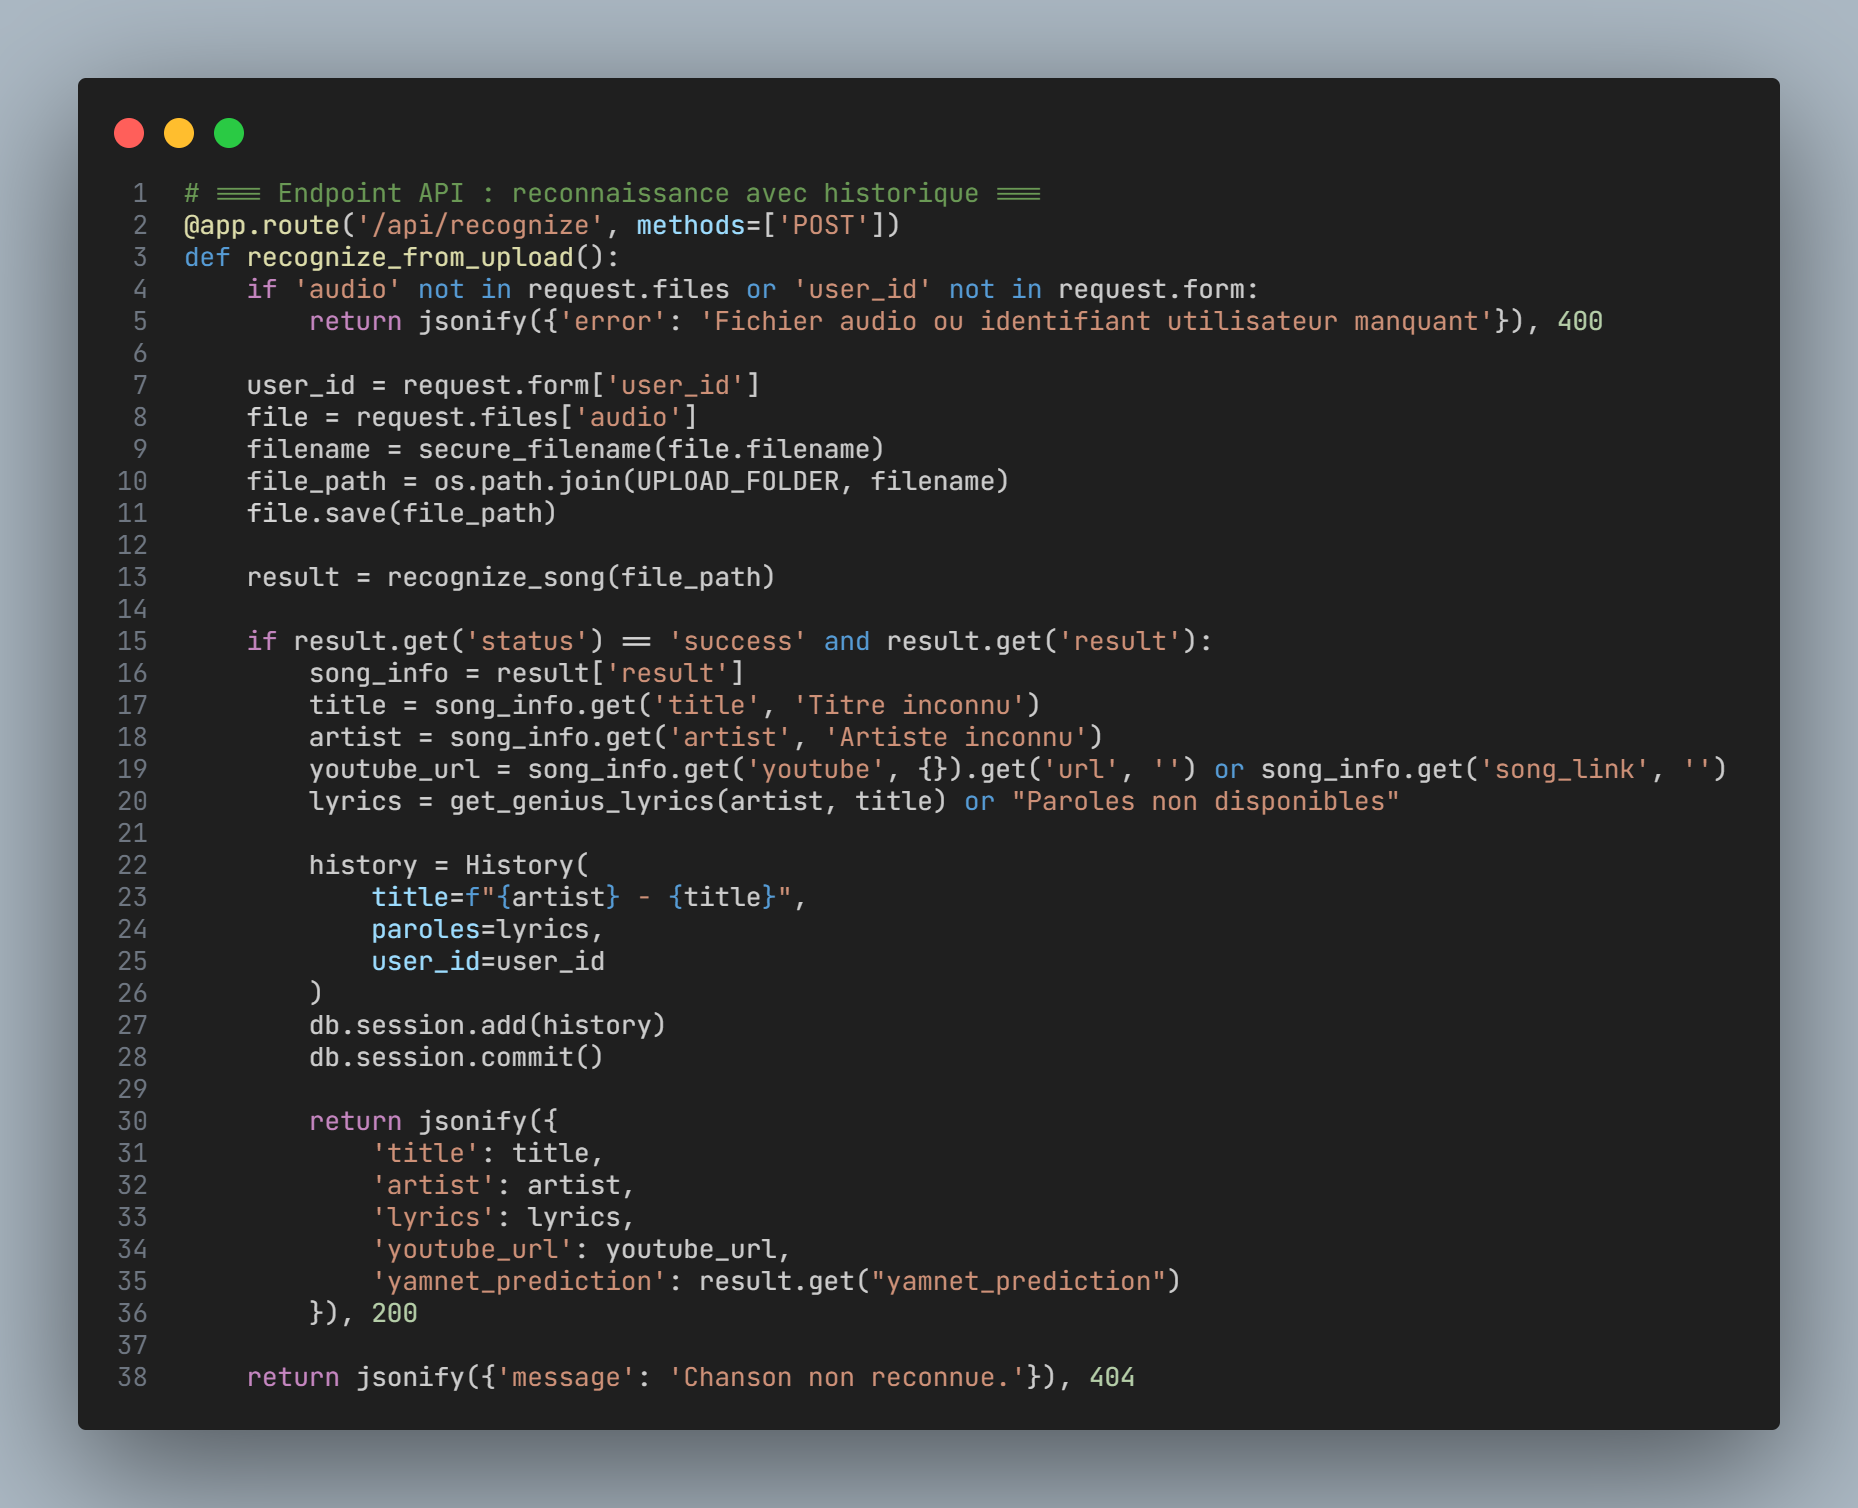 1 # === Endpoint API : reconnaissance avec historique ===
2 @app.route('/api/recognize', methods=['POST'])
3 def recognize_from_upload():
4     if 'audio' not in request.files or 'user_id' not in request.form:
5         return jsonify({'error': 'Fichier audio ou identifiant utilisateur manquant'}), 400
6
7     user_id = request.form['user_id']
8     file = request.files['audio']
9     filename = secure_filename(file.filename)
10     file_path = os.path.join(UPLOAD_FOLDER, filename)
11     file.save(file_path)
12
13     result = recognize_song(file_path)
14
15     if result.get('status') == 'success' and result.get('result'):
16         song_info = result['result']
17         title = song_info.get('title', 'Titre inconnu')
18         artist = song_info.get('artist', 'Artiste inconnu')
19         youtube_url = song_info.get('youtube', {}).get('url', '') or song_info.get('song_link', '')
20         lyrics = get_genius_lyrics(artist, title) or "Paroles non disponibles"
21
22         history = History(
23             title=f"{artist} - {title}",
24             paroles=lyrics,
25             user_id=user_id
26         )
27         db.session.add(history)
28         db.session.commit()
29
30         return jsonify({
31             'title': title,
32             'artist': artist,
33             'lyrics': lyrics,
34             'youtube_url': youtube_url,
35             'yamnet_prediction': result.get("yamnet_prediction")
36         }), 200
37
38     return jsonify({'message': 'Chanson non reconnue.'}), 404